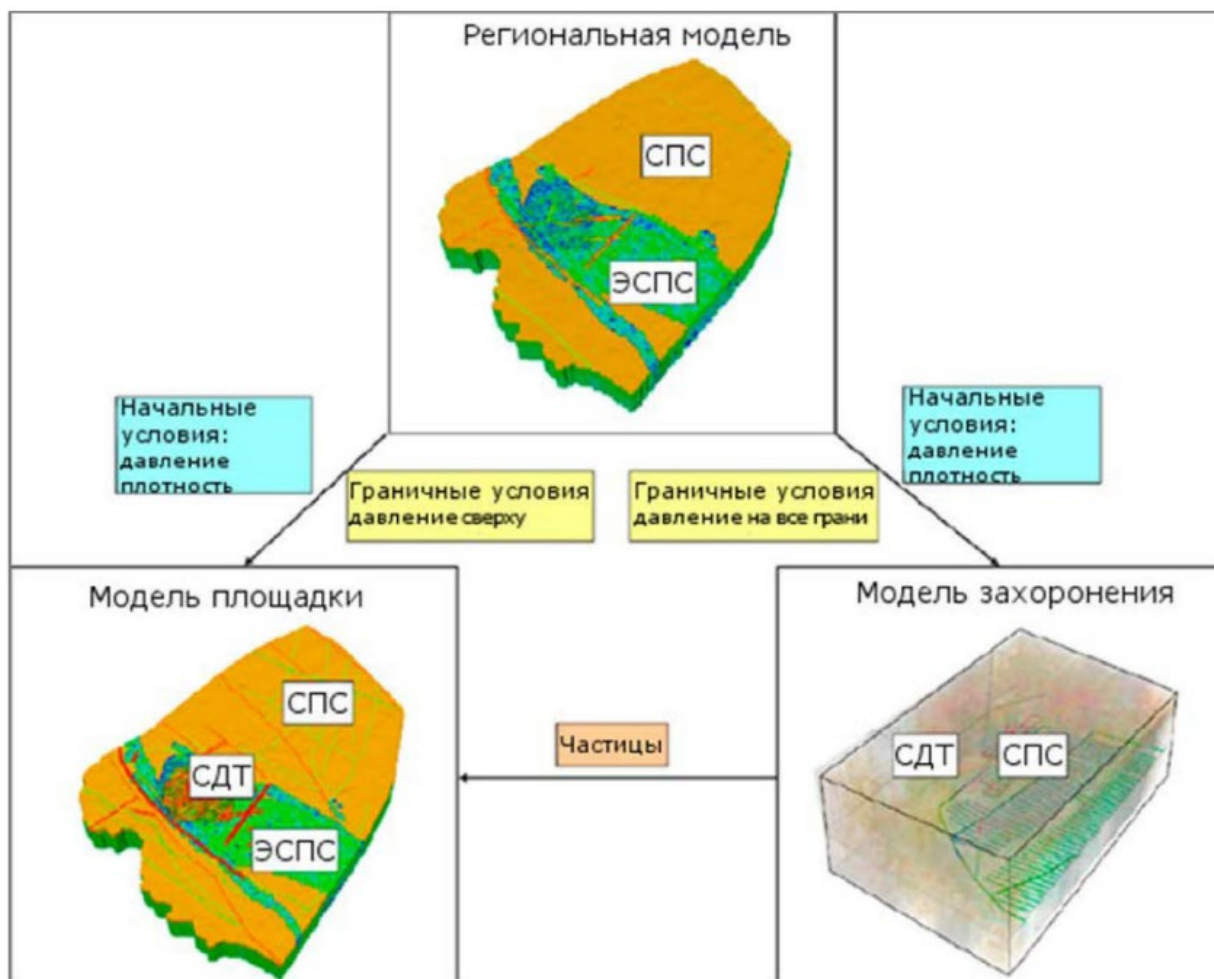 Региональная модель
СПС
ЭСПС
Начальные
условия:
давление
плотность
Начальные
условия:
давление
плотность
Граничные условия
давление сверху
Граничные условия
давление на все грани
Модель площадки
СПС
СДТ
ЭСПС
Частицы
Модель захоронения
СДТ
СПС